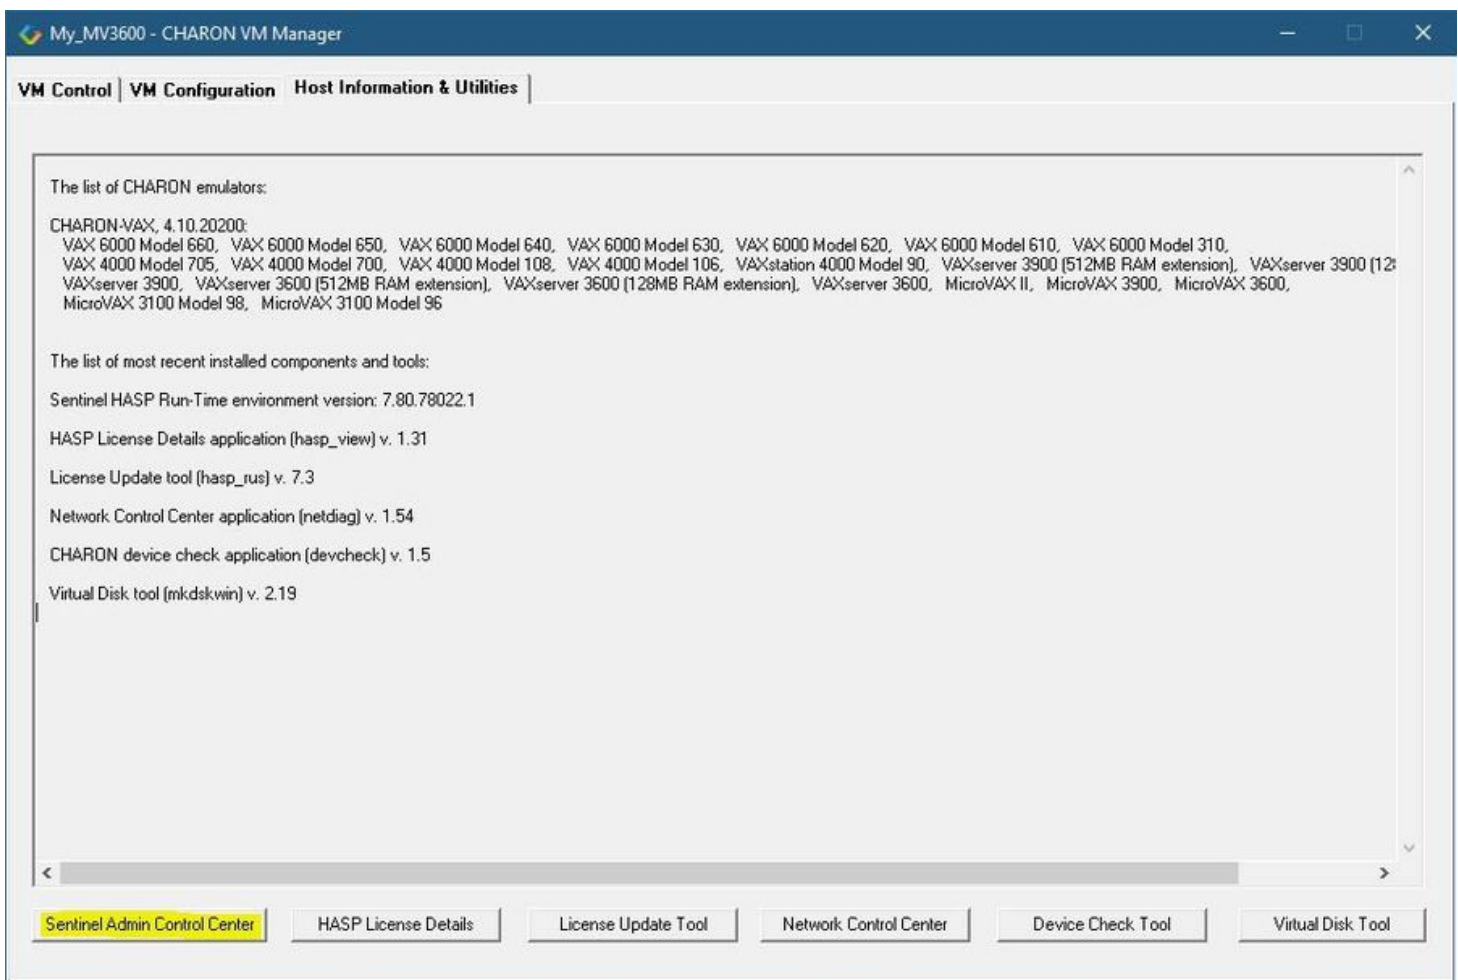 My_MV3600 - CHARON VM Manager
VM Control | VM Configuration Host Information & Utilities
The list of CHARON emulators:
CHARON-VAX, 4.10.20200:
VAX 6000 Model 660, VAX 6000 Model 650, VAX 6000 Model 640, VAX 6000 Model 630, VAX 6000 Model 620, VAX 6000 Model 610, VAX 6000 Model 310,
VAX 4000 Model 705, VAX 4000 Model 700, VAX 4000 Model 108, VAX 4000 Model 106, VAXstation 4000 Model 90, VAXserver 3900 (512MB RAM extension), VAXserver 3900 (128
VAXserver 3900, VAXserver 3600 (512MB RAM extension), VAXserver 3600 (128MB RAM extension), VAXserver 3600, MicroVAX II, MicroVAX 3900, MicroVAX 3600,
MicroVAX 3100 Model 98, MicroVAX 3100 Model 96
The list of most recent installed components and tools:
Sentinel HASP Run-Time environment version: 7.80.78022.1
HASP License Details application (hasp_view) v. 1.31
License Update tool (hasp_rus) v. 7.3
Network Control Center application (netdiag) v. 1.54
CHARON device check application (devcheck) v. 1.5
Virtual Disk tool (mkdskwin) v. 2.19
Sentinel Admin Control Center HASP License Details License Update Tool Network Control Center Device Check Tool Virtual Disk Tool